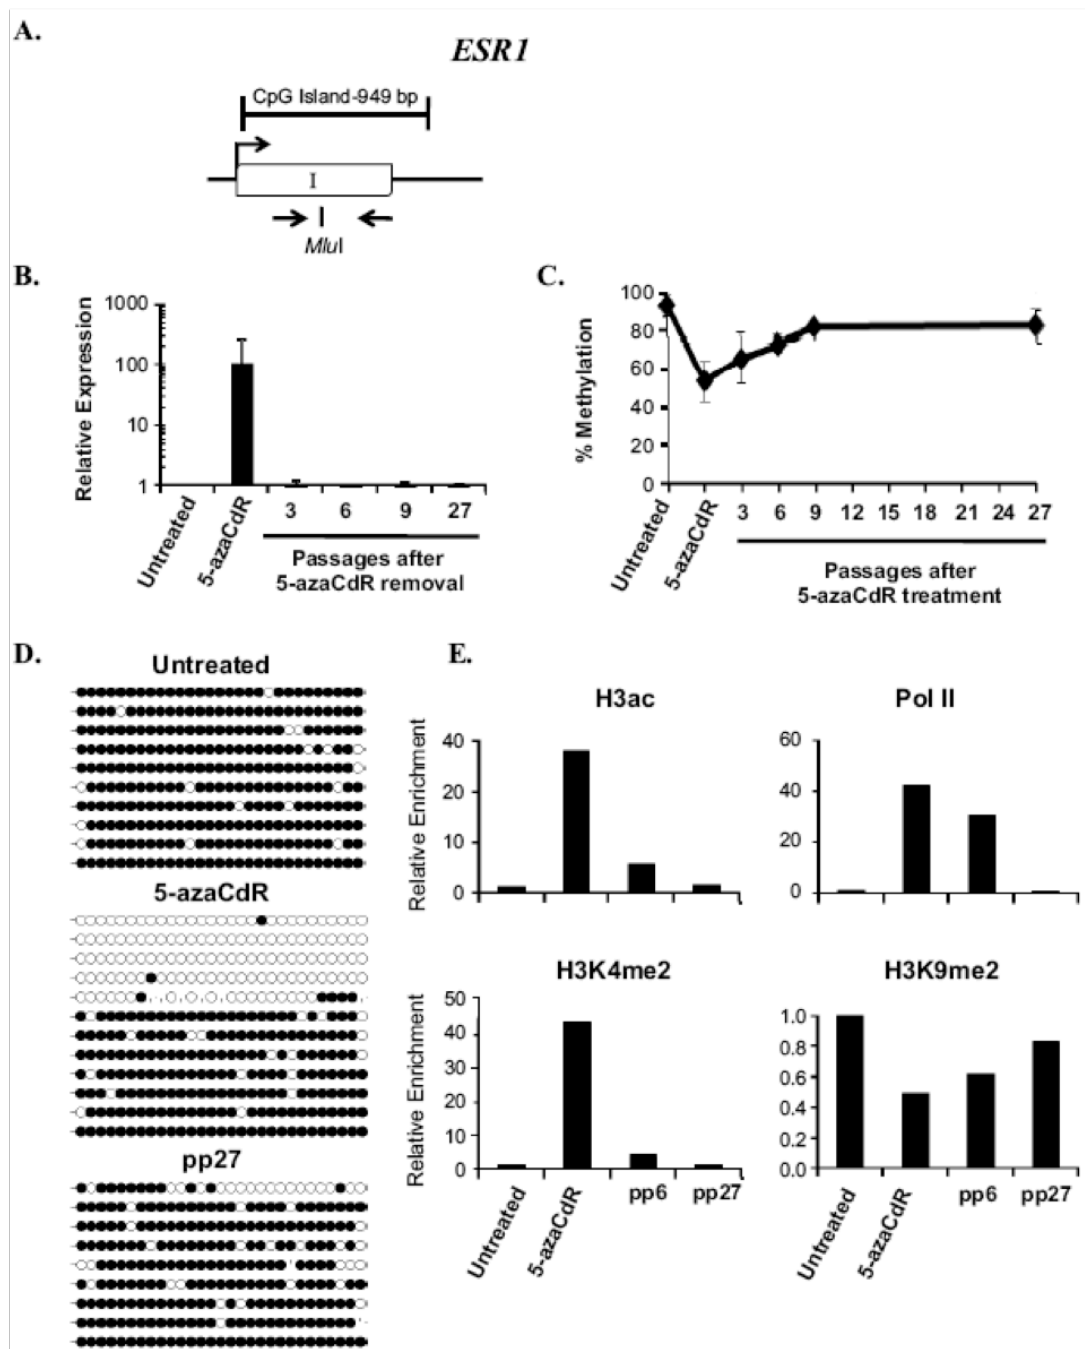 A.
ESR1
CpG Island-949 bp
I
MluI
B.
Relative Expression
1000
100
10
1
Untreated
5-azaCdR
3 6 9 27
Passages after
5-azaCdR removal
C.
% Methylation
100
80
60
40
20
0
Untreated
5-azaCdR
3 6 9 12 15 18 21 24 27
Passages after
5-azaCdR treatment
D.
Untreated
5-azaCdR
pp27
E.
H3ac
Relative Enrichment
40
20
10
0
Pol II
60
40
20
0
H3K4me2
Relative Enrichment
50
40
30
20
10
0
Untreated
5-azaCdR
pp6
pp27
H3K9me2
1.0
0.8
0.6
0.4
0.2
0.0
Untreated
5-azaCdR
pp6
pp27